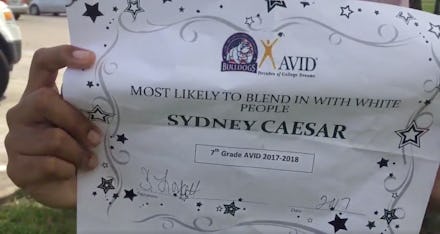 BULLDOGS
AVID
Decades of College Dreams
MOST LIKELY TO BLEND IN WITH WHITE
PEOPLE
SYDNEY CAESAR
7th Grade AVID 2017-2018
Date